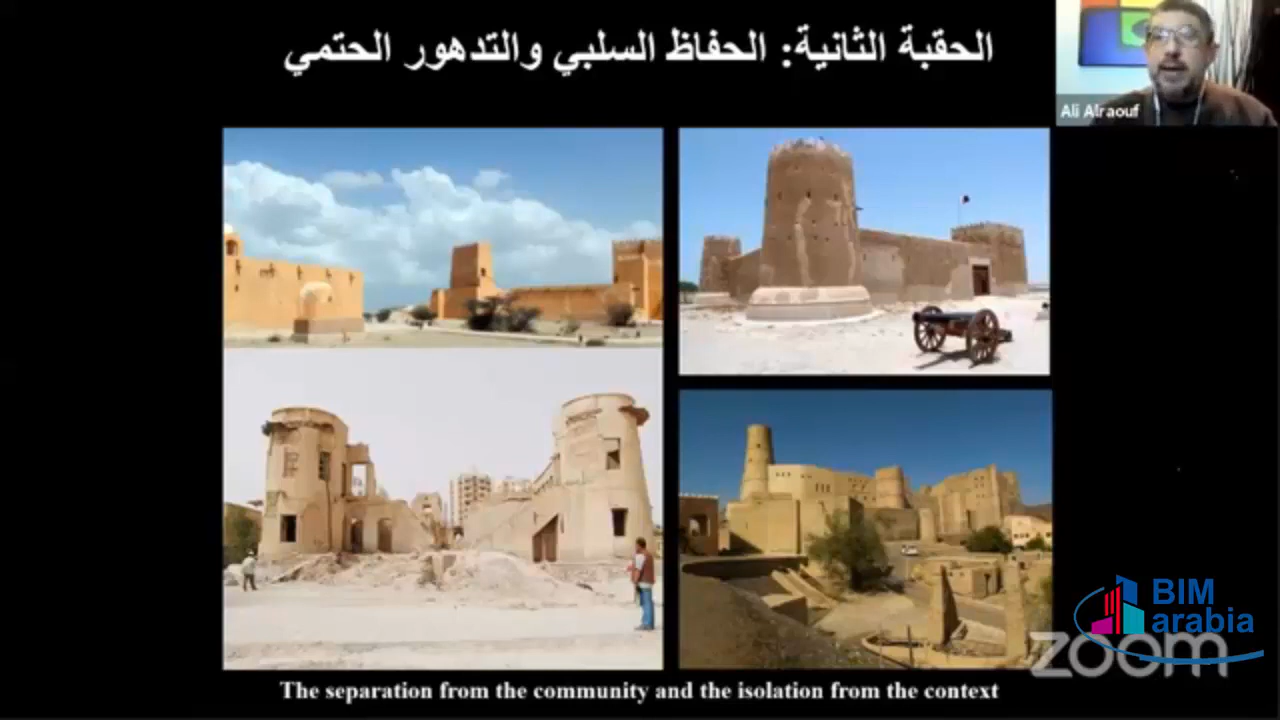 الحقبة الثانية: الحفاظ السلبي والتدهور الحتمي
Ali Alraouf
BIM
arabia
zoom
The separation from the community and the isolation from the context